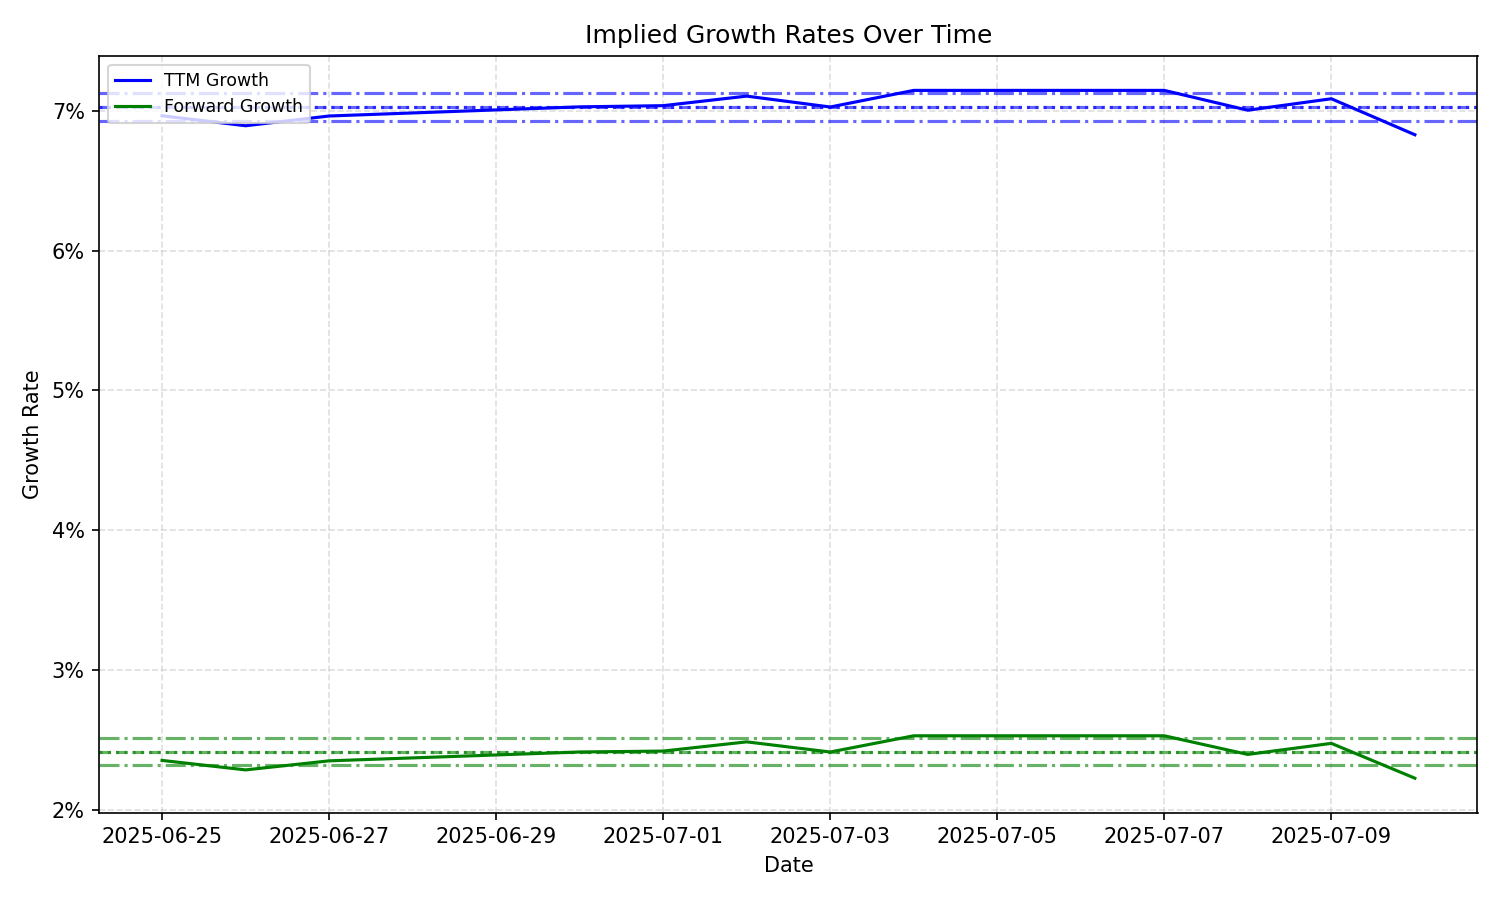 Implied Growth Rates Over Time
TTM Growth
Forward Growth
7%
6%
5%
4%
3%
2%
Growth Rate
2025-06-25 2025-06-27 2025-06-29 2025-07-01 2025-07-03 2025-07-05 2025-07-07 2025-07-09
Date